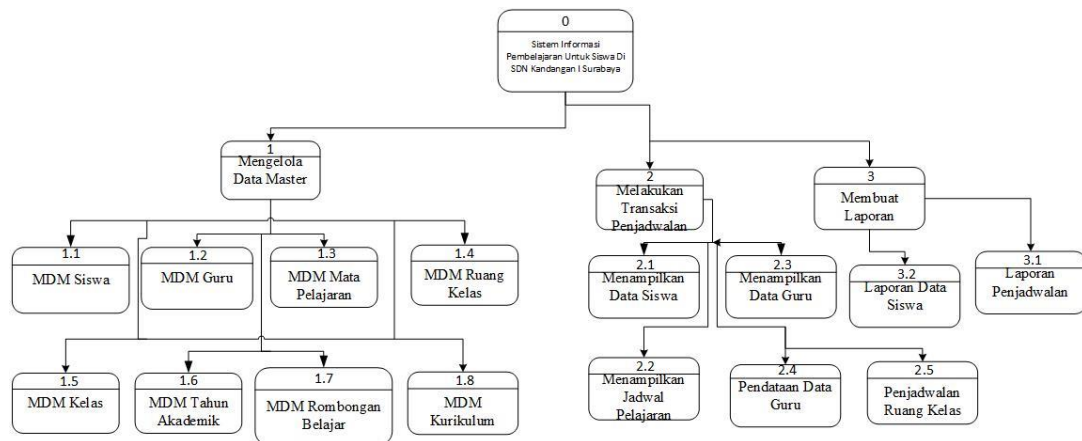 0
Sistem Informasi
Pembelajaran Untuk Siswa Di
SDN Kandangan I Surabaya
1
Mengelola
Data Master
2
Melakukan
Transaksi
Penjadwalan
3
Membuat
Laporan
1.1
MDM Siswa
1.2
MDM Guru
1.3
MDM Mata
Pelajaran
1.4
MDM Ruang
Kelas
2.1
Menampilkan
Data Siswa
2.3
Menampilkan
Data Guru
3.2
Laporan Data
Siswa
3.1
Laporan
Penjadwalan
1.5
MDM Kelas
1.6
MDM Tahun
Akademik
1.7
MDM Rombongan
Belajar
1.8
MDM
Kurikulum
2.2
Menampilkan
Jadwal
Pelajaran
2.4
Pendataan Data
Guru
2.5
Penjadwalan
Ruang Kelas